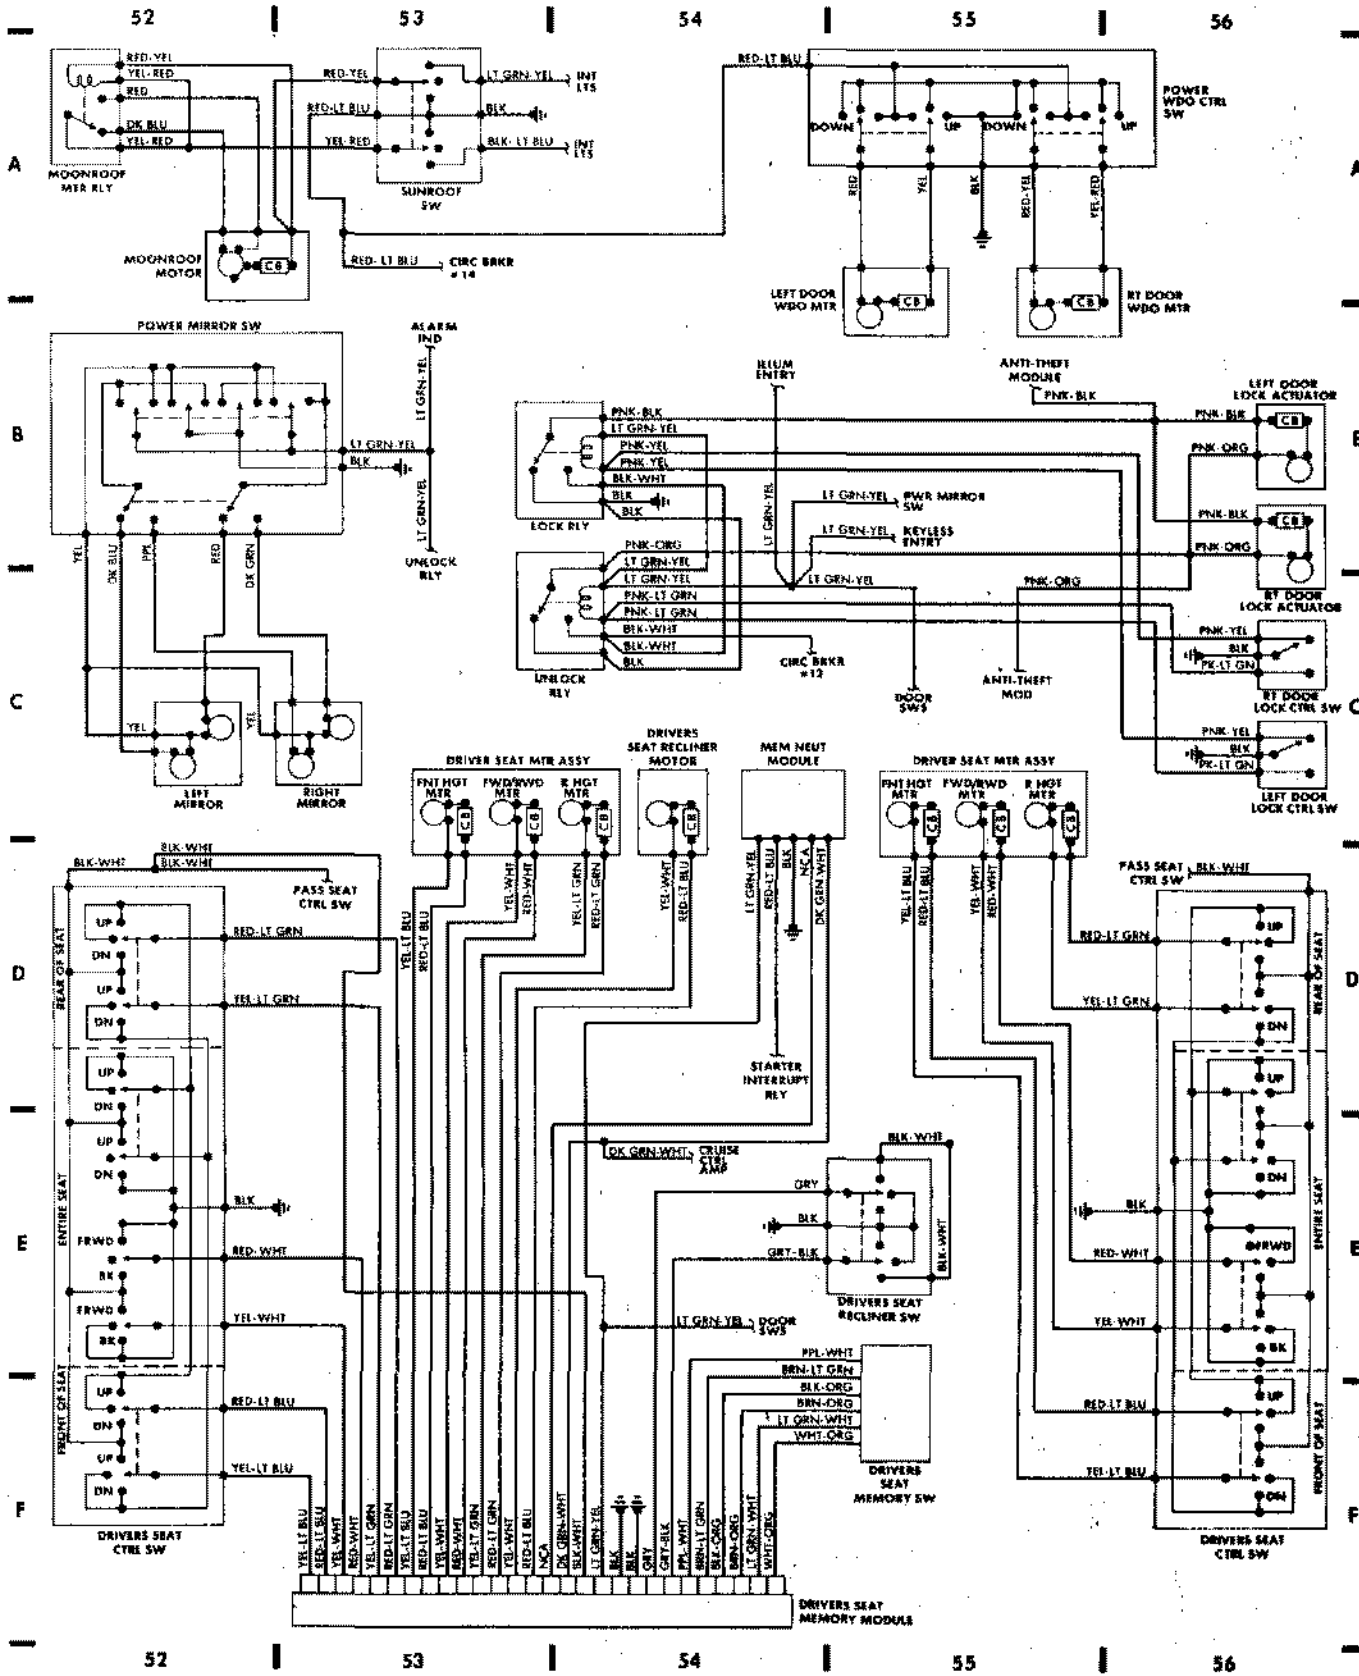 52 53 54 55 56
RED-YEL
YEL-RED
RED
DK BLU
YEL-RED
MOONROOF
MTR RLY
RED-YEL
RED-LT BLU
YEL-RED
LT GRN-YEL
INT
LTS
BLK
BLK-LT BLU
INT
LTS
SUNROOF
SW
RED-LT BLU
DOWN UP DOWN UP
POWER
WDO CTRL
SW
RED
YEL
BLK
RED-YEL
YEL-RED
A
A
MOONROOF
MOTOR
CB
RED-LT BLU
CIRC BRKR
#14
LEFT DOOR
WDO MTR
CB
CB
RT DOOR
WDO MTR
POWER MIRROR SW
ALARM
IND
LT GRN-YEL
LT GRN-YEL
BLK
LT GRN-YEL
UNLOCK
RLY
YEL
DK BLU
PPL
RED
DK GRN
B
B
PNK-BLK
LT GRN-YEL
PNK-YEL
PNK-YEL
BLK-WHT
BLK
BLK
LOCK RLY
ILLUM
ENTRY
LT GRN-YEL
ANTI-THEFT
MODULE
PNK-BLK
LEFT DOOR
LOCK ACTUATOR
PNK-BLK
CB
PNK-ORG
LT GRN-YEL
PWR MIRROR
SW
LT GRN-YEL
KEYLESS
ENTRY
PNK-BLK
CB
PNK-ORG
RT DOOR
LOCK ACTUATOR
PNK-ORG
LT GRN-YEL
LT GRN-YEL
PNK-LT GRN
PNK-LT GRN
BLK-WHT
BLK-WHT
BLK
UNLOCK
RLY
LT GRN-YEL
PNK-ORG
CIRC BRKR
#12
DOOR
SWS
ANTI-THEFT
MOD
PNK-YEL
BLK
PK-LT GN
RT DOOR
LOCK CTRL SW
PNK-YEL
BLK
PK-LT GN
LEFT DOOR
LOCK CTRL SW
C
C
YEL
YEL
LEFT
MIRROR
RIGHT
MIRROR
DRIVER SEAT MTR ASSY
FNT HGT
MTR
FWD/RWD
MTR
R HGT
MTR
CB
CB
CB
DRIVERS
SEAT RECLINER
MOTOR
CB
MEM NEUT
MODULE
DRIVER SEAT MTR ASSY
FNT HGT
MTR
FWD/RWD
MTR
R HGT
MTR
CB
CB
CB
BLK-WHT
BLK-WHT
BLK-WHT
PASS SEAT
CTRL SW
YEL-LT BLU
RED-LT BLU
YEL-WHT
RED-WHT
YEL-LT GRN
RED-LT GRN
YEL-WHT
RED-LT BLU
LT GRN-YEL
RED-LT BLU
BLK
NCA
DK GRN-WHT
YEL-LT BLU
RED-LT BLU
YEL-WHT
RED-WHT
PASS SEAT
CTRL SW
BLK-WHT
D
D
REAR OF SEAT
UP
DN
UP
DN
RED-LT GRN
YEL-LT GRN
RED-LT GRN
YEL-LT GRN
UP
DN
REAR OF SEAT
STARTER
INTERRUPT
RLY
DK GRN-WHT
CRUISE
CTRL
AMP
E
E
ENTIRE SEAT
UP
DN
UP
DN
BLK
FRWD
BK
FRWD
BK
RED-WHT
YEL-WHT
BLK-WHT
GRY
BLK
GRY-BLK
BLK-WHT
DRIVERS SEAT
RECLINER SW
LT GRN-YEL
DOOR
SWS
BLK
RED-WHT
YEL-WHT
UP
DN
FRWD
BK
ENTIRE SEAT
FRONT OF SEAT
UP
DN
UP
DN
RED-LT BLU
YEL-LT BLU
PPL-WHT
BRN-LT GRN
BLK-ORG
BRN-ORG
LT GRN-WHT
WHT-ORG
DRIVERS
SEAT
MEMORY SW
RED-LT BLU
YEL-LT BLU
UP
DN
FRONT OF SEAT
F
F
DRIVERS SEAT
CTRL SW
DRIVERS SEAT
CTRL SW
YEL-LT BLU
RED-LT BLU
YEL-WHT
RED-WHT
YEL-LT GRN
RED-LT GRN
YEL-LT BLU
RED-LT BLU
YEL-WHT
RED-WHT
YEL-LT GRN
RED-LT GRN
YEL-WHT
RED-LT BLU
NCA
DK GRN-WHT
BLK-WHT
LT GRN-YEL
BLK
BLK
GRY
GRY-BLK
PPL-WHT
BRN-LT GRN
BLK-ORG
BRN-ORG
LT GRN-WHT
WHT-ORG
DRIVERS SEAT
MEMORY MODULE
52 53 54 55 56